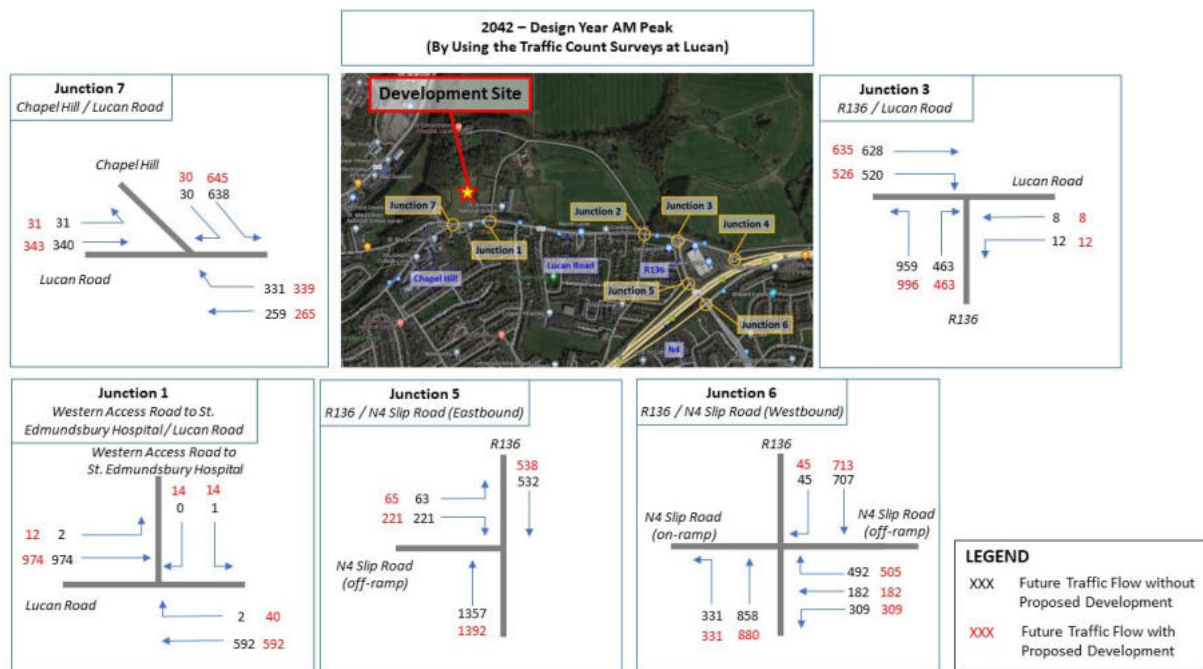 2042 – Design Year AM Peak
(By Using the Traffic Count Surveys at Lucan)
Junction 7
Chapel Hill / Lucan Road
Chapel Hill
30 645
30 638
31 31
343 340
Lucan Road
331 339
259 265
Development Site
Junction 7
Junction 1
Junction 2
Junction 3
Junction 4
Chapel Hill
Lucan Road
R136
Junction 5
Junction 6
N4
Junction 3
R136 / Lucan Road
635 628
526 520
Lucan Road
8 8
12 12
959 463
996 463
R136
Junction 1
Western Access Road to St.
Edmundsbury Hospital / Lucan Road
Western Access Road to
St. Edmundsbury Hospital
14 14
0 1
12 2
974 974
Lucan Road
2 40
592 592
Junction 5
R136 / N4 Slip Road (Eastbound)
R136
538
532
65 63
221 221
N4 Slip Road
(off-ramp)
1357
1392
Junction 6
R136 / N4 Slip Road (Westbound)
R136
45 713
45 707
N4 Slip Road
(on-ramp)
N4 Slip Road
(off-ramp)
492 505
182 182
309 309
331 858
331 880
LEGEND
XXX Future Traffic Flow without
Proposed Development
XXX Future Traffic Flow with
Proposed Development